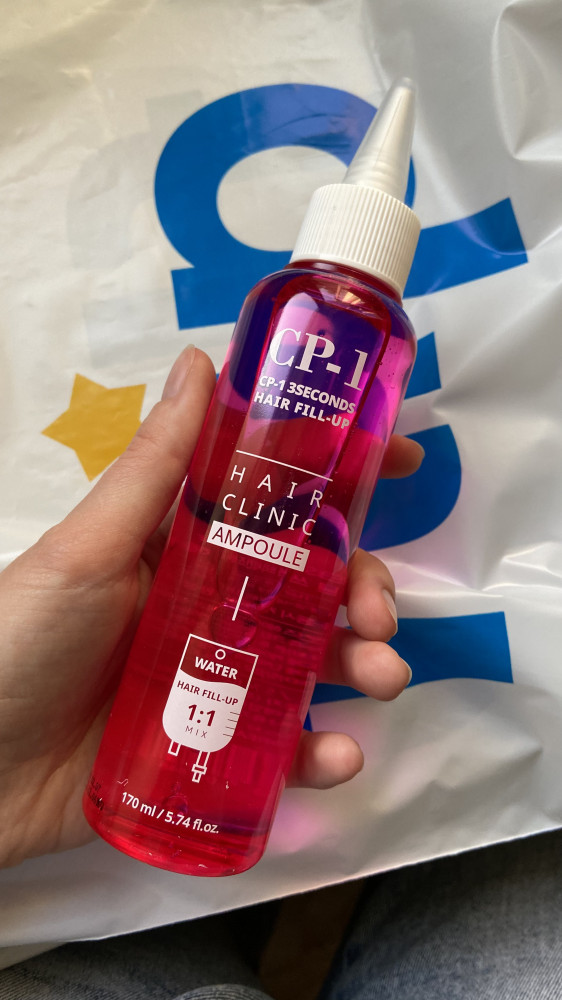 CP-1
CP-1 3SECONDS
HAIR FILL-UP
HAIR
CLINIC
AMPOULE
WATER
HAIR FILL-UP
1:1
MIX
170 ml / 5.74 fl.oz.